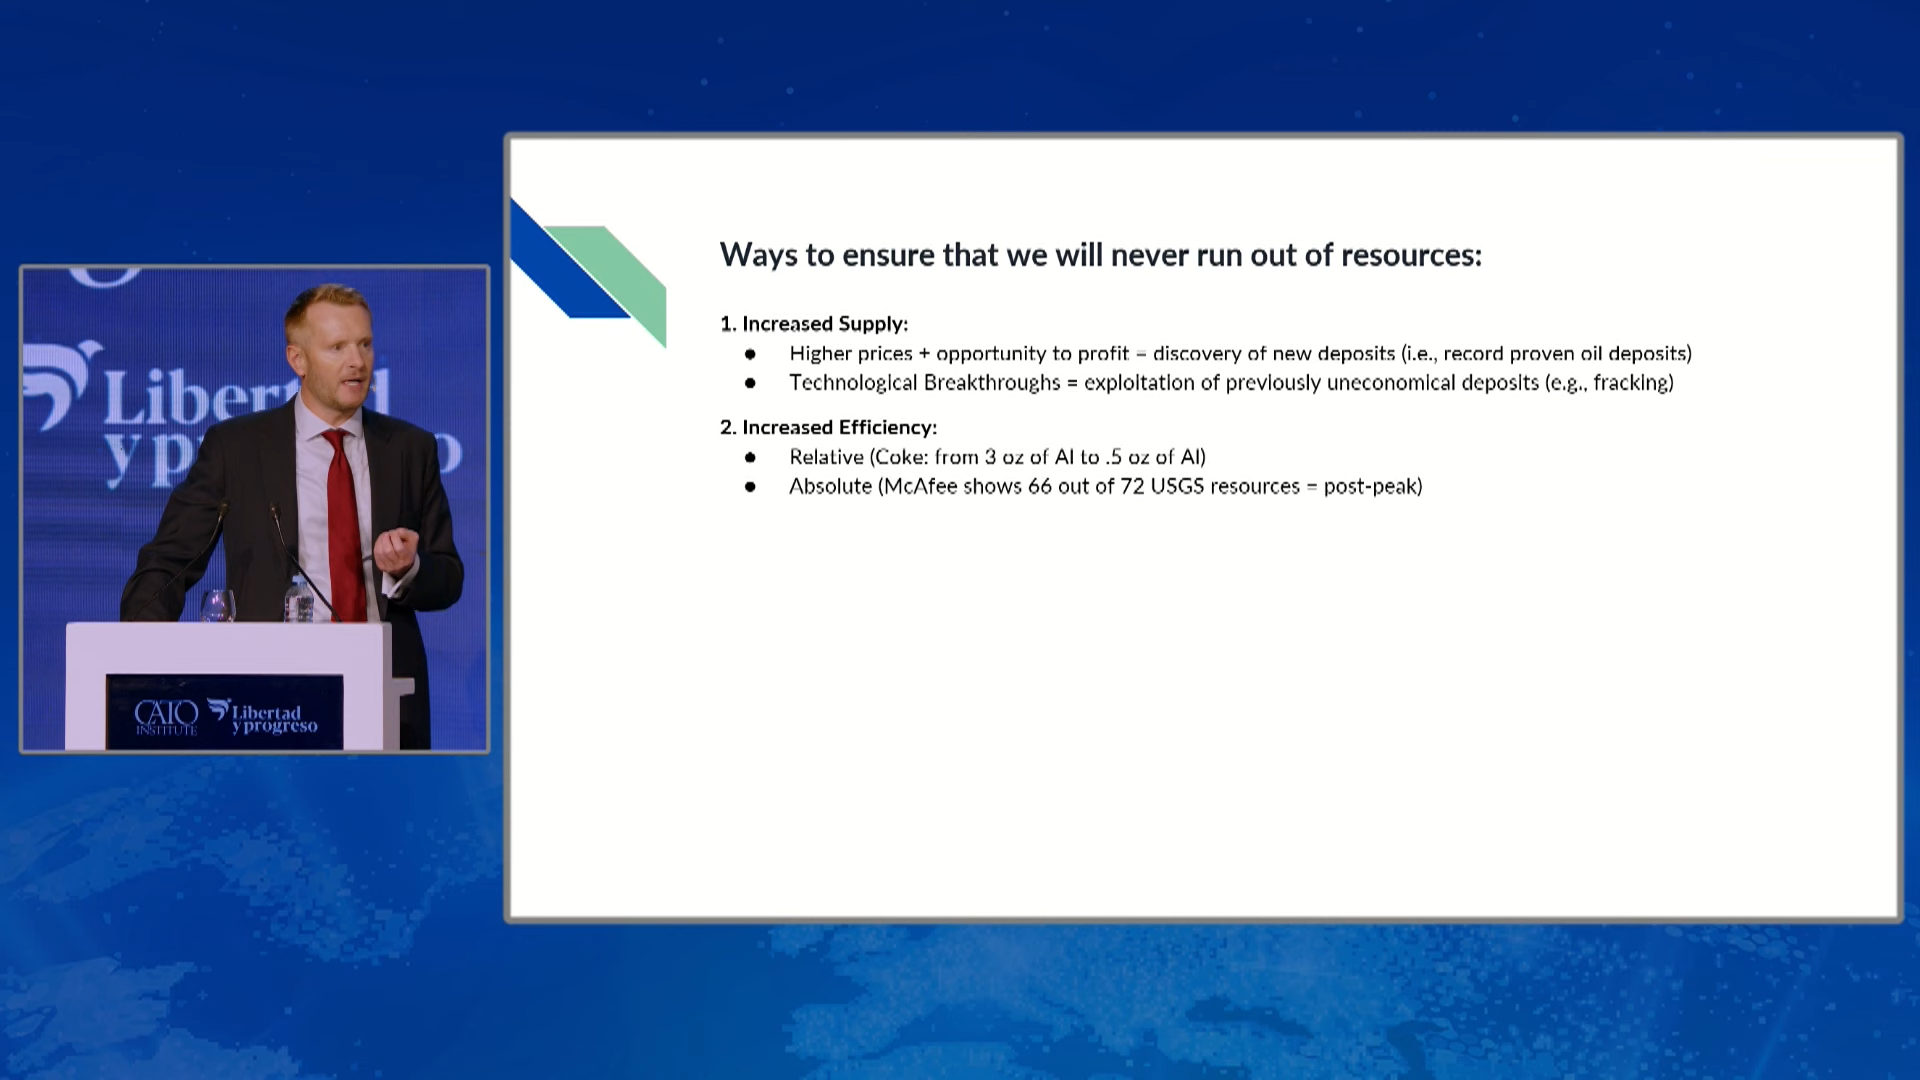 Ways to ensure that we will never run out of resources:
1. Increased Supply:
● Higher prices + opportunity to profit = discovery of new deposits (i.e., record proven oil deposits)
● Technological Breakthroughs = exploitation of previously uneconomical deposits (e.g., fracking)
2. Increased Efficiency:
● Relative (Coke: from 3 oz of Al to .5 oz of Al)
● Absolute (McAfee shows 66 out of 72 USGS resources = post-peak)
CATO
INSTITUTE
Libertad
y progreso